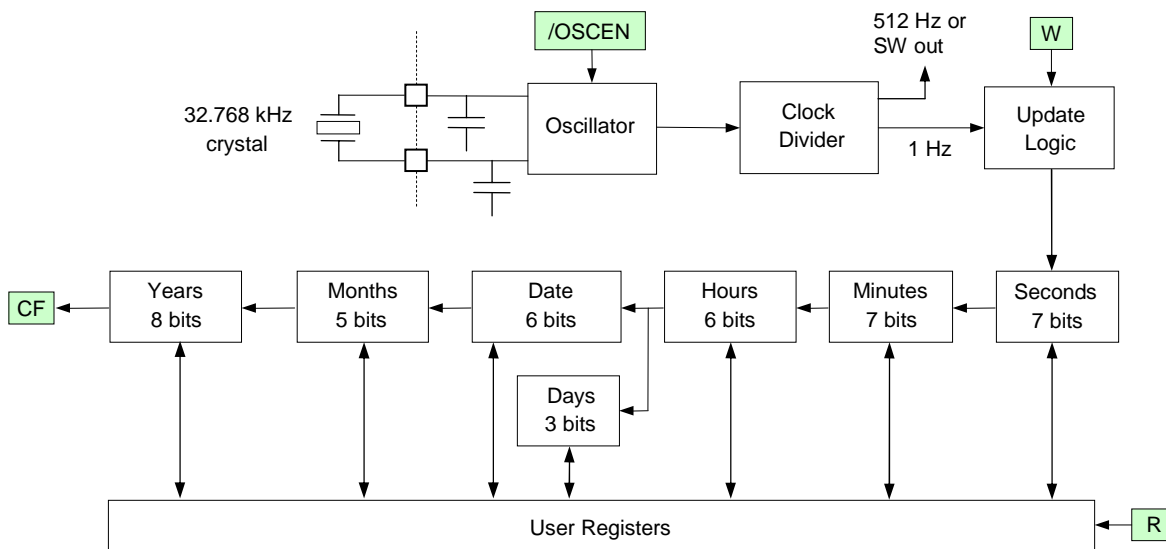 /OSCEN
512 Hz or
SW out
W
32.768 kHz
crystal
Oscillator
Clock
Divider
1 Hz
Update
Logic
CF
Years
8 bits
Months
5 bits
Date
6 bits
Hours
6 bits
Minutes
7 bits
Seconds
7 bits
Days
3 bits
User Registers
R